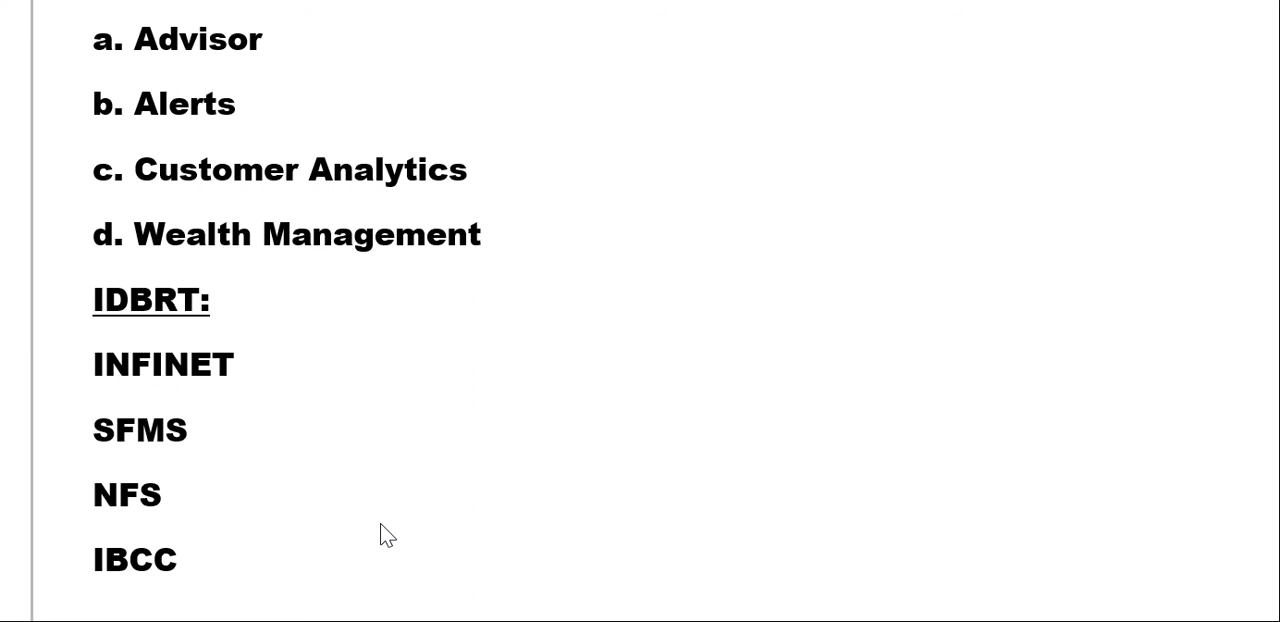 a. Advisor
b. Alerts
c. Customer Analytics
d. Wealth Management
IDBRT:
INFINET
SFMS
NFS
IBCC